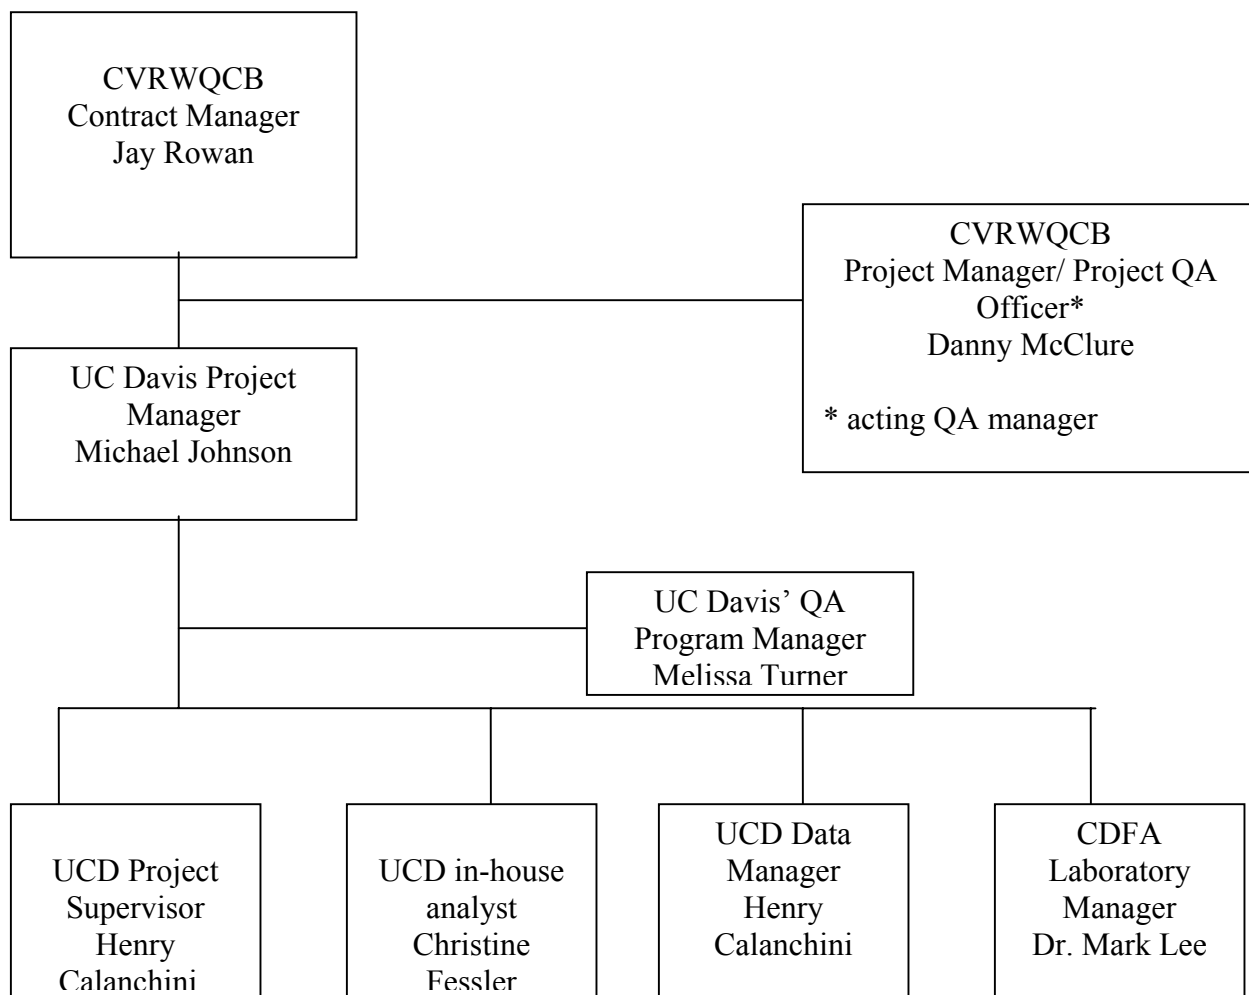 CVRWQCB
Contract Manager
Jay Rowan
CVRWQCB
Project Manager/ Project QA
Officer*
Danny McClure
* acting QA manager
UC Davis Project
Manager
Michael Johnson
UC Davis’ QA
Program Manager
Melissa Turner
UCD Project
Supervisor
Henry
Calanchini
UCD in-house
analyst
Christine
Fessler
UCD Data
Manager
Henry
Calanchini
CDFA
Laboratory
Manager
Dr. Mark Lee